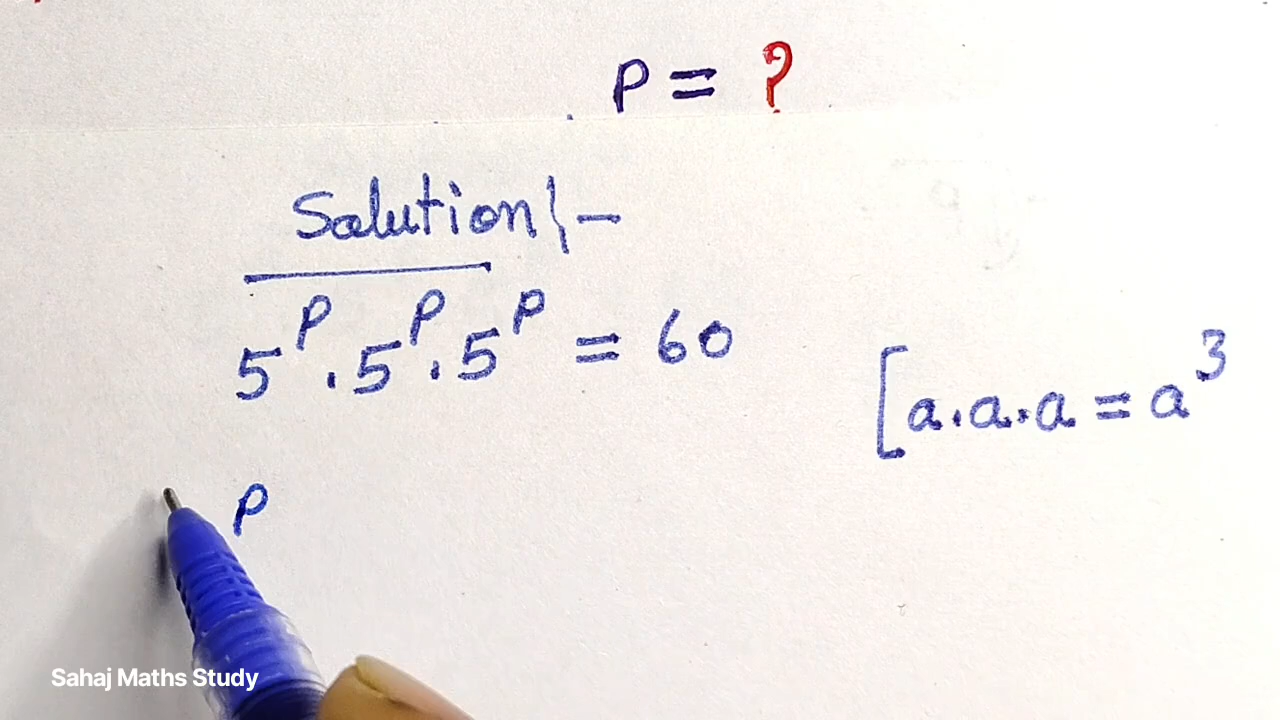 P = ?
Solution:-
5^P . 5^P . 5^P = 60
[a.a.a = a^3
P
Sahaj Maths Study